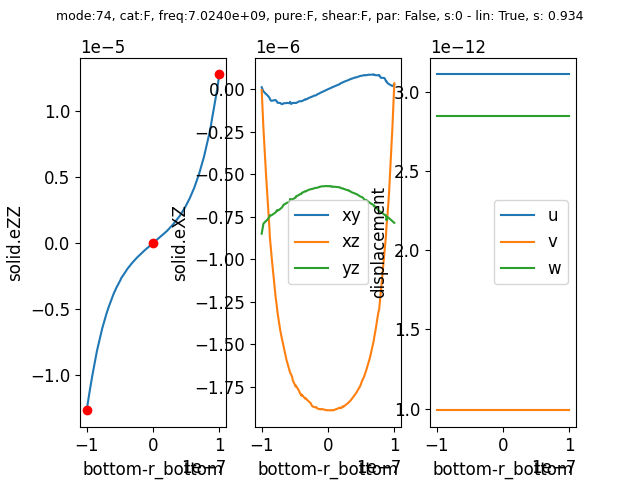 mode:74, cat:F, freq:7.0240e+09, pure:F, shear:F, par: False, s:0 - lin: True, s: 0.934
1e−5
1.0
0.5
0.0
−0.5
−1.0
solid.eZZ
−1
0
1
1e−7
bottom-r_bottom
1e−6
0.00
−0.25
−0.50
−0.75
−1.00
−1.25
−1.50
−1.75
solid.eXZ
xy
xz
yz
−1
0
1
1e−7
bottom-r_bottom
1e−12
3.0
2.5
2.0
1.5
1.0
displacement
u
v
w
−1
0
1
1e−7
bottom-r_bottom